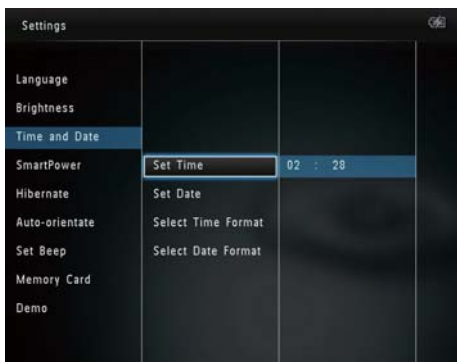 Settings
Language
Brightness
Time and Date
SmartPower
Set Time
02 : 28
Hibernate
Set Date
Auto-orientate
Select Time Format
Set Beep
Select Date Format
Memory Card
Demo